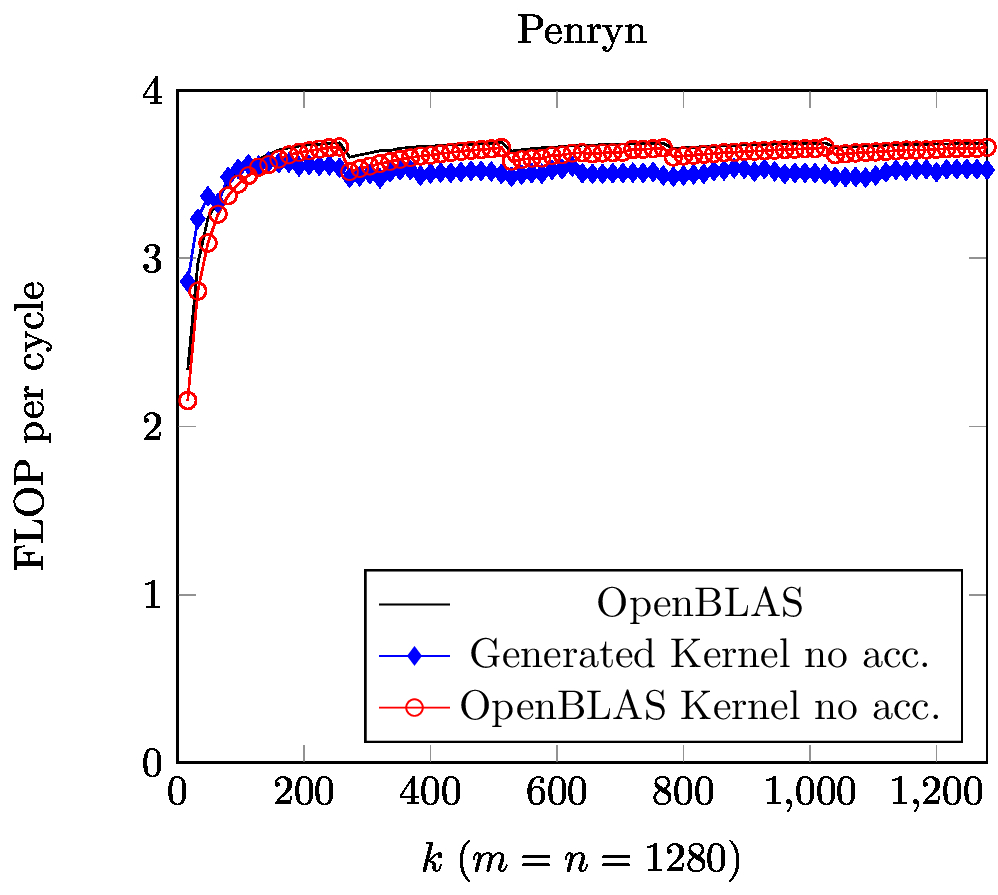 Penryn
4
3
2
1
0
FLOP per cycle
OpenBLAS
Generated Kernel no acc.
OpenBLAS Kernel no acc.
0 200 400 600 800 1,000 1,200
k (m = n = 1280)